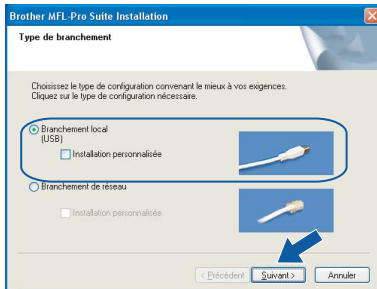 Brother MFL-Pro Suite Installation
Type de branchement
Choisissez le type de configuration convenant le mieux à vos exigences.
Cliquez sur le type de configuration nécessaire.
Branchement local
(USB)
Installation personnalisée
Branchement de réseau
Installation personnalisée
< Précédent
Suivant >
Annuler